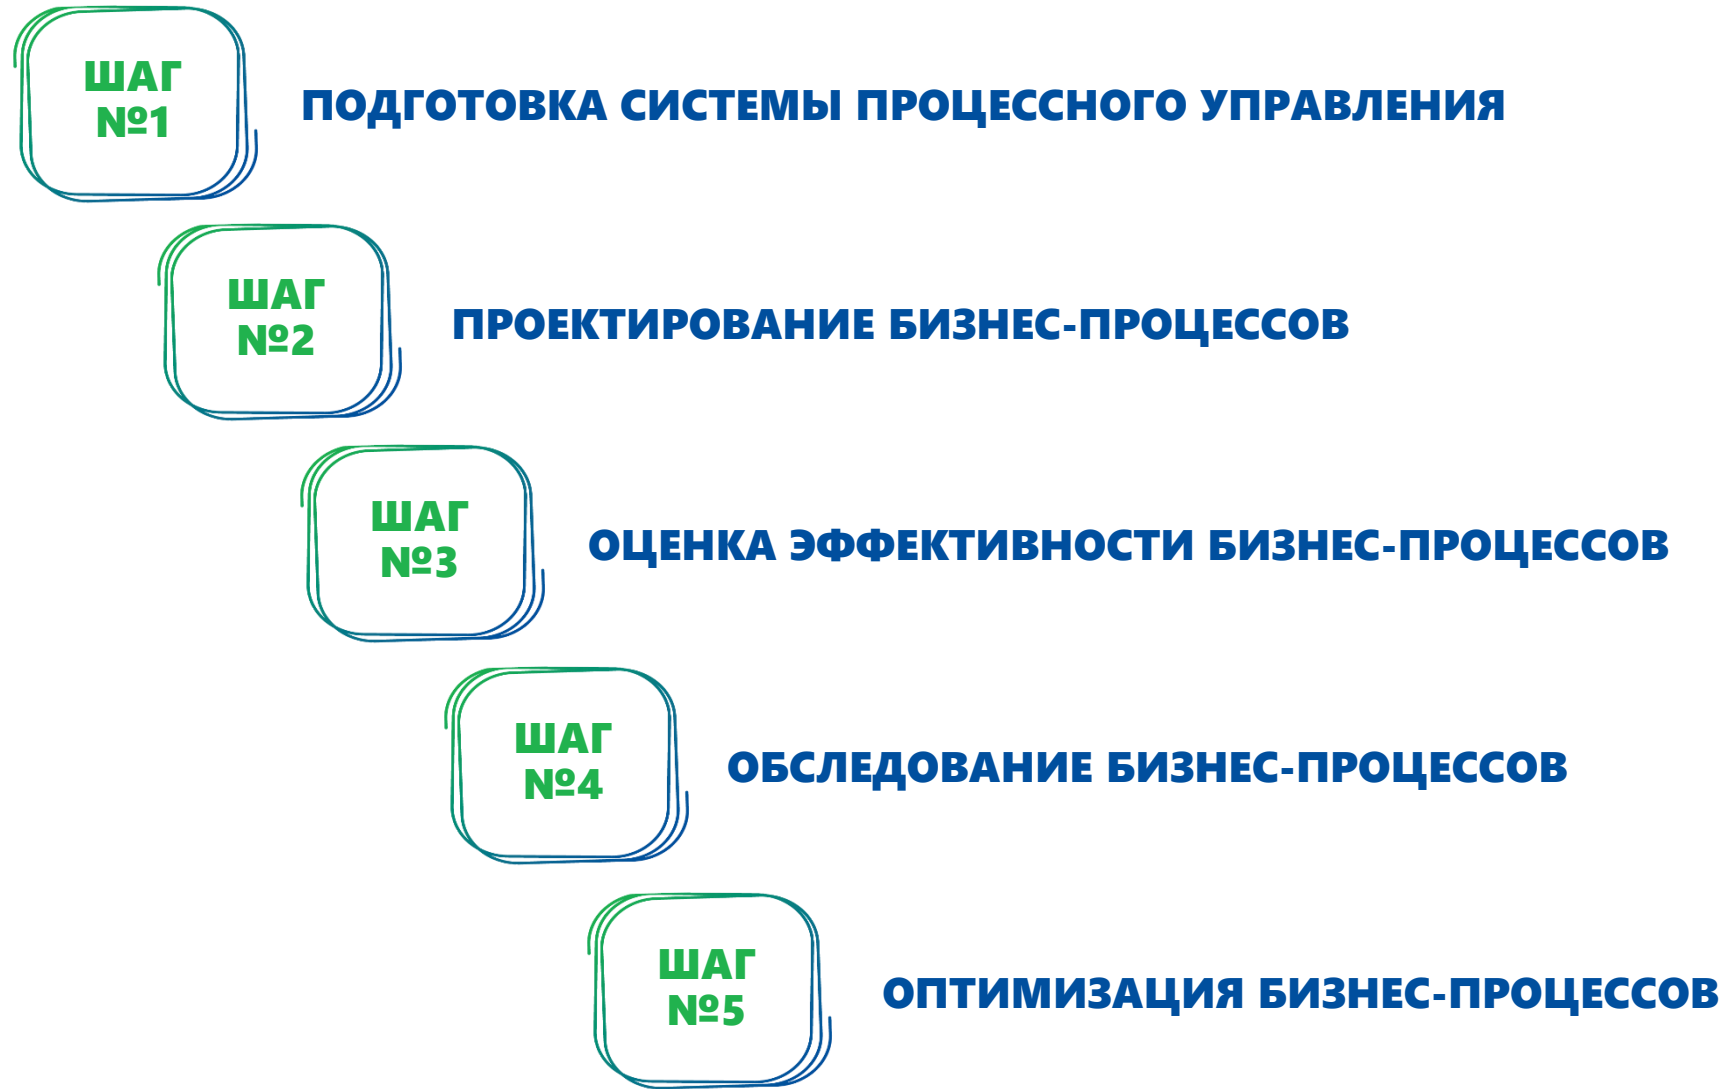 ШАГ
№1
ПОДГОТОВКА СИСТЕМЫ ПРОЦЕССНОГО УПРАВЛЕНИЯ
ШАГ
№2
ПРОЕКТИРОВАНИЕ БИЗНЕС-ПРОЦЕССОВ
ШАГ
№3
ОЦЕНКА ЭФФЕКТИВНОСТИ БИЗНЕС-ПРОЦЕССОВ
ШАГ
№4
ОБСЛЕДОВАНИЕ БИЗНЕС-ПРОЦЕССОВ
ШАГ
№5
ОПТИМИЗАЦИЯ БИЗНЕС-ПРОЦЕССОВ